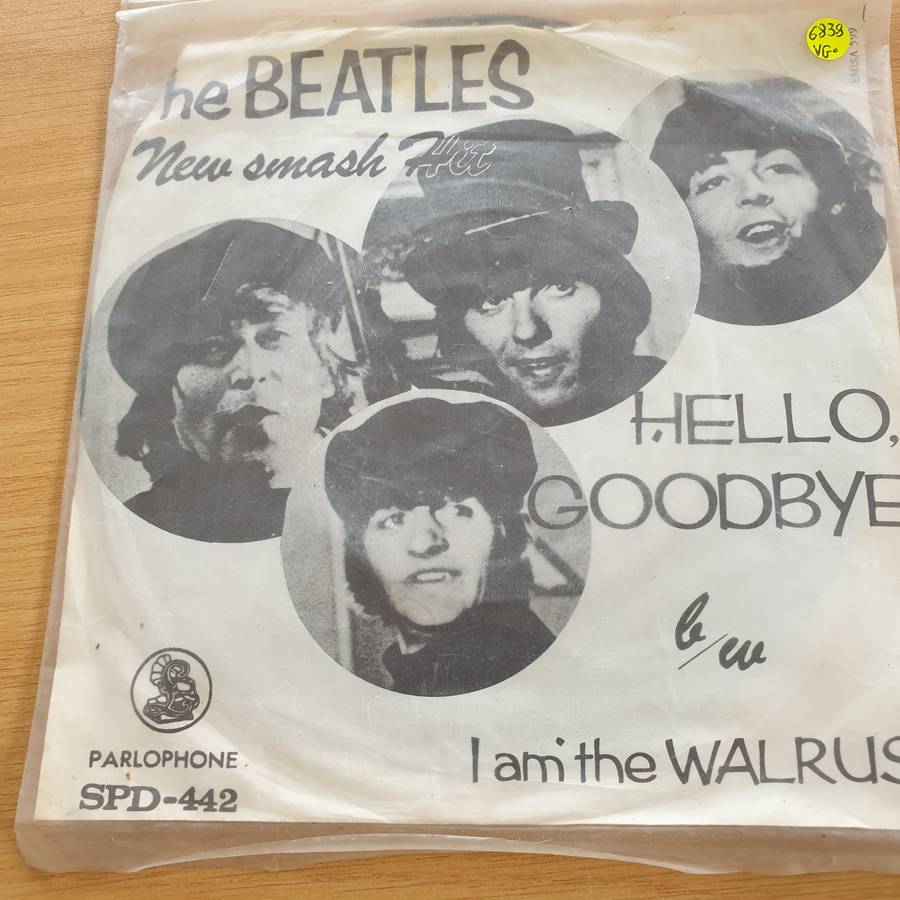 he BEATLES
New smash Hit
6838
VG.
EMISA 399
HELLO,
GOODBYE
b/w
I am the WALRUS
PARLOPHONE
SPD-442